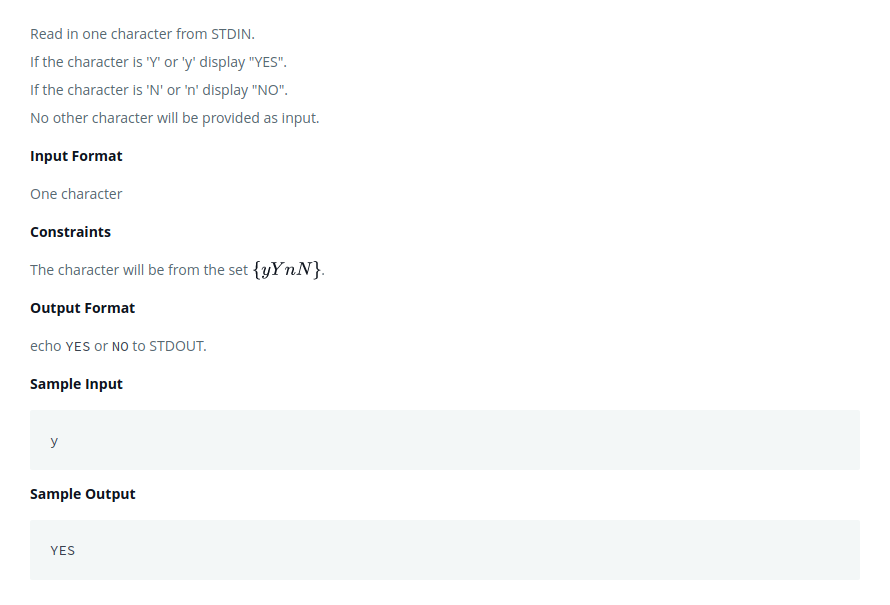 Read in one character from STDIN.
If the character is 'Y' or 'y' display "YES".
If the character is 'N' or 'n' display "NO".
No other character will be provided as input.
Input Format
One character
Constraints
The character will be from the set {yYnN}.
Output Format
echo YES or NO to STDOUT.
Sample Input
y
Sample Output
YES